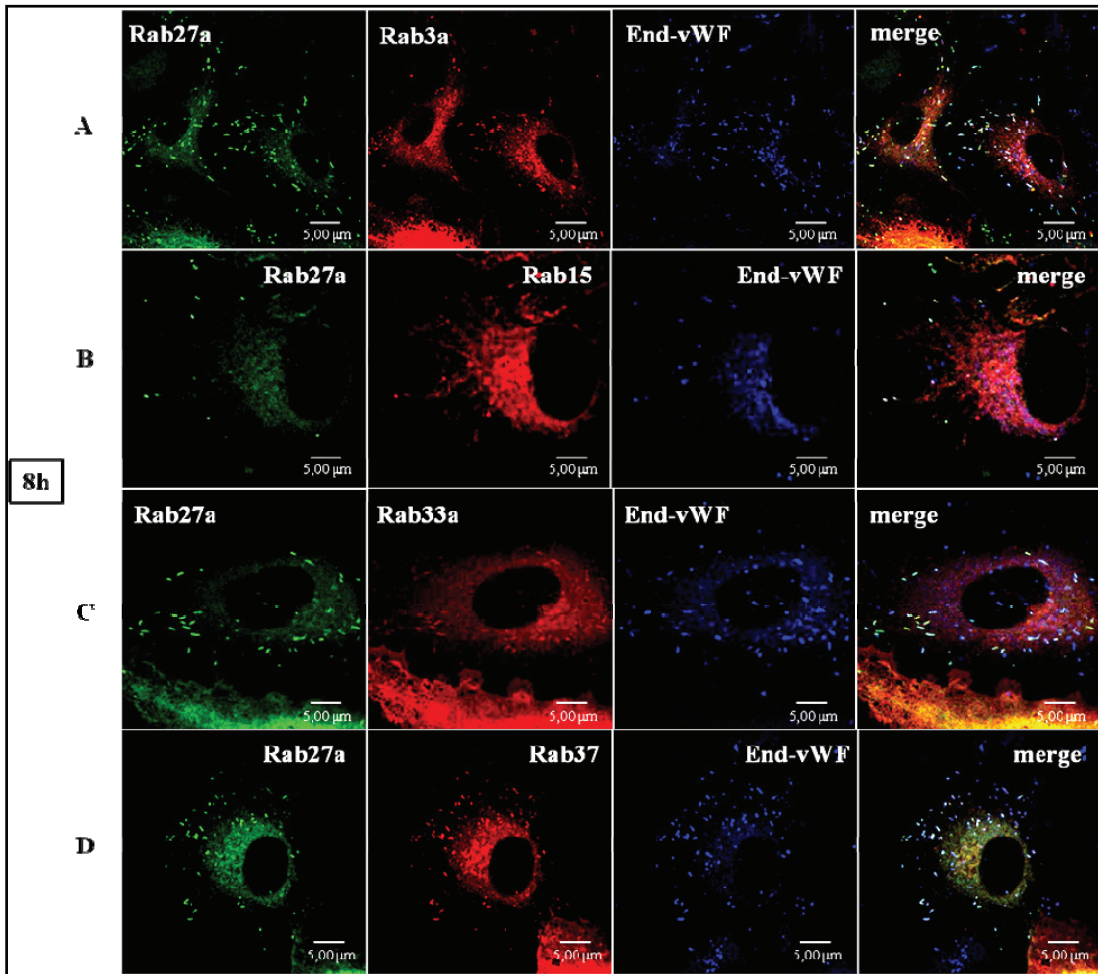 Rab27a Rab3a End-vWF merge
A
5,00 µm 5,00 µm 5,00 µm 5,00 µm
Rab27a Rab15 End-vWF merge
B
5,00 µm 5,00 µm 5,00 µm 5,00 µm
8h
Rab27a Rab33a End-vWF merge
C
5,00 µm 5,00 µm 5,00 µm 5,00 µm
Rab27a Rab37 End-vWF merge
D
5,00 µm 5,00 µm 5,00 µm 5,00 µm